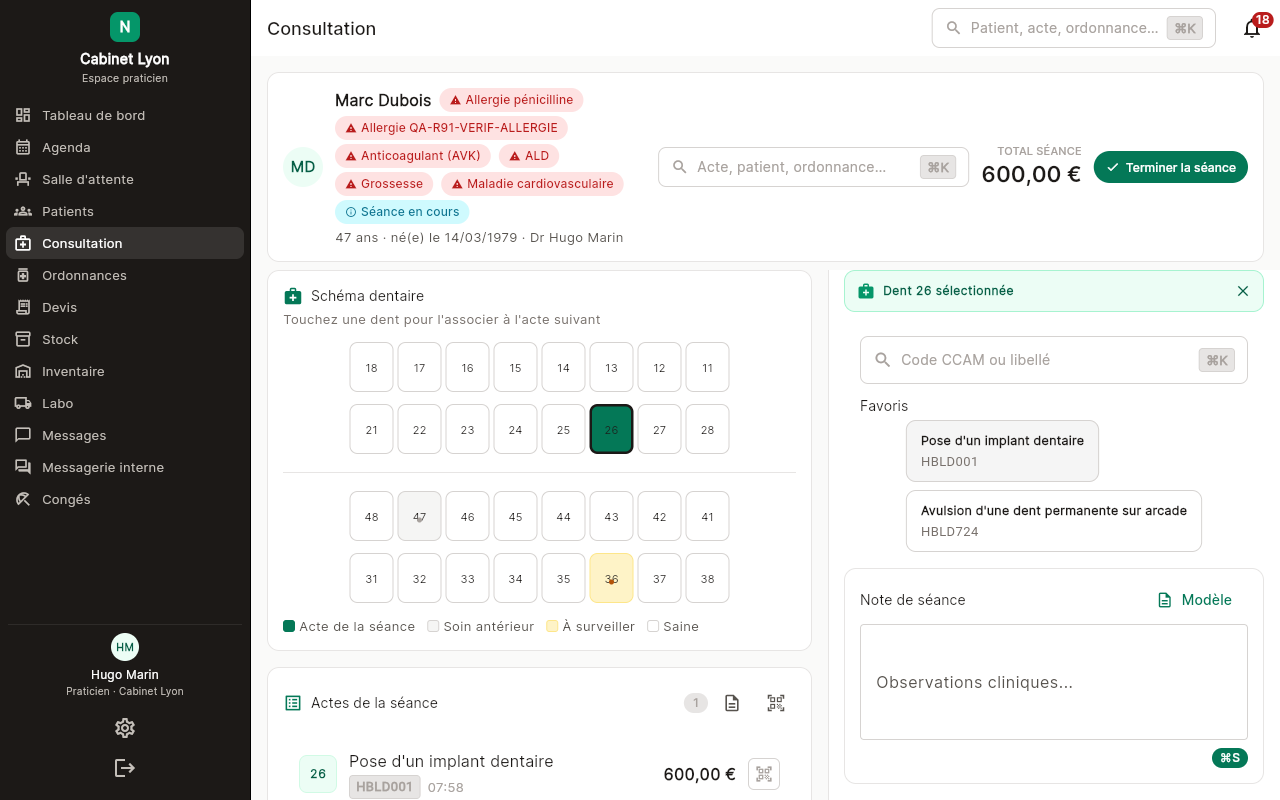 N
Cabinet Lyon
Espace praticien
Tableau de bord
Agenda
Salle d'attente
Patients
Consultation
Ordonnances
Devis
Stock
Inventaire
Labo
Messages
Messagerie interne
Congés
HM
Hugo Marin
Praticien · Cabinet Lyon
Consultation
Patient, acte, ordonnance... ⌘K
18
MD
Marc Dubois
Allergie pénicilline
Allergie QA-R91-VERIF-ALLERGIE
Anticoagulant (AVK) ALD
Grossesse Maladie cardiovasculaire
Séance en cours
47 ans · né(e) le 14/03/1979 · Dr Hugo Marin
Acte, patient, ordonnance... ⌘K
TOTAL SÉANCE
600,00 €
Terminer la séance
Schéma dentaire
Touchez une dent pour l'associer à l'acte suivant
18 17 16 15 14 13 12 11
21 22 23 24 25 26 27 28
48 47 46 45 44 43 42 41
31 32 33 34 35 36 37 38
Acte de la séance Soin antérieur À surveiller Saine
Actes de la séance 1
26
Pose d'un implant dentaire
HBLD001 07:58
600,00 €
Dent 26 sélectionnée
Code CCAM ou libellé ⌘K
Favoris
Pose d'un implant dentaire
HBLD001
Avulsion d'une dent permanente sur arcade
HBLD724
Note de séance
Modèle
Observations cliniques...
⌘S